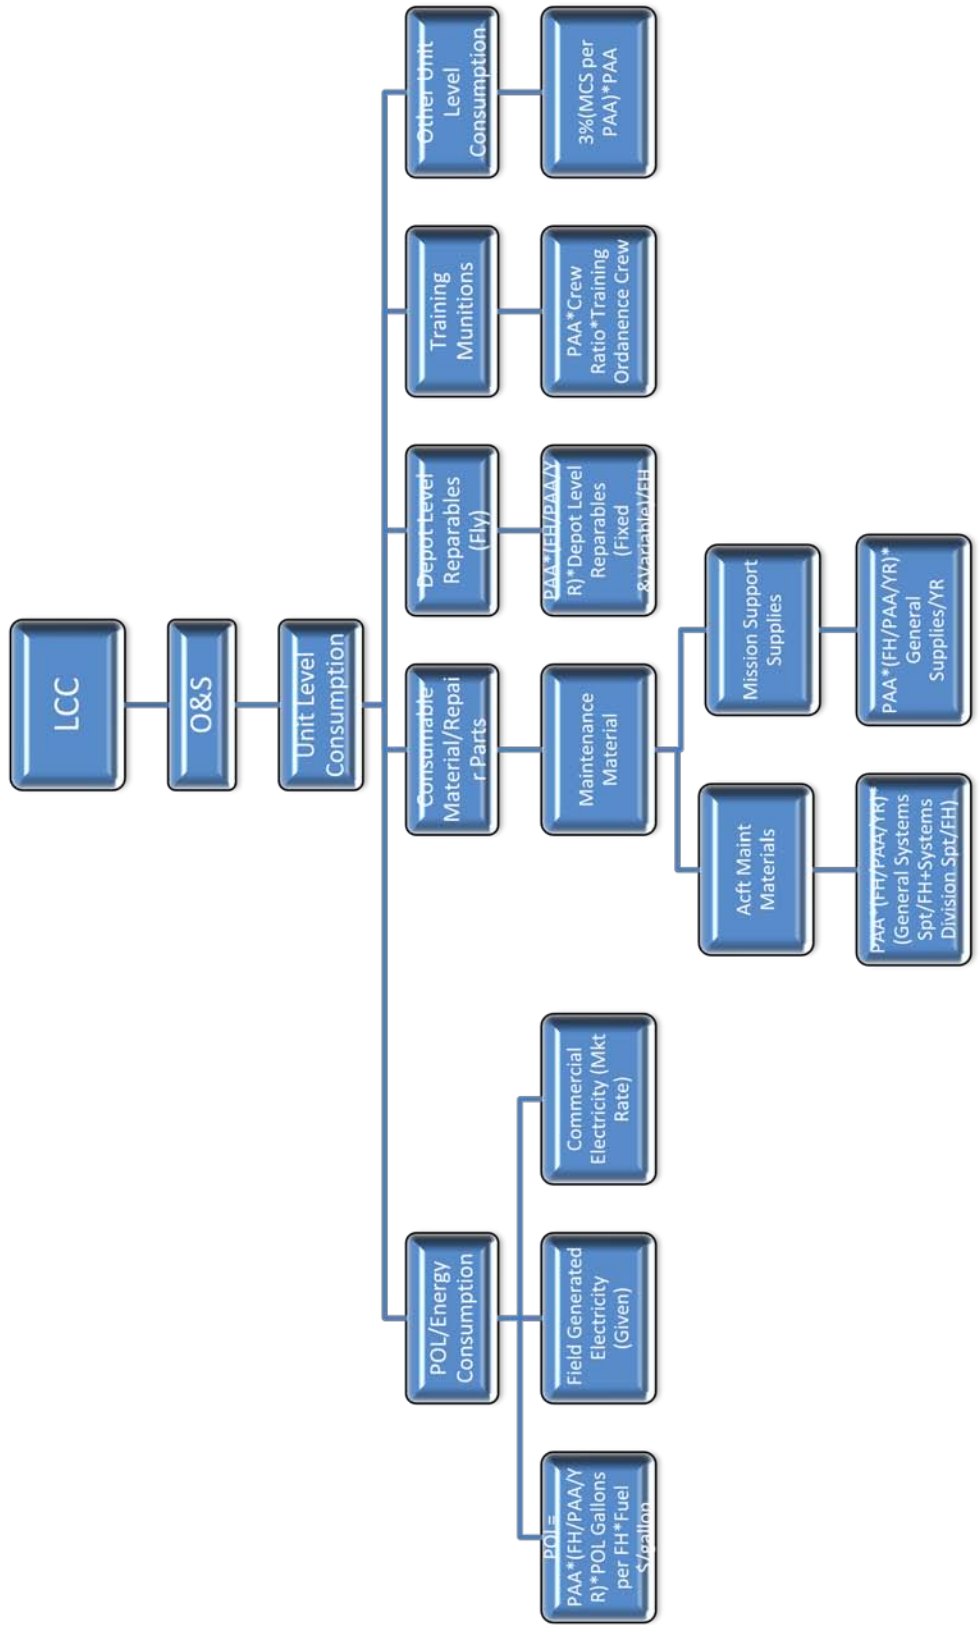 LCC
O&S
Unit Level
Consumption
POL/Energy
Consumption
Consumable
Material/Repai
r Parts
Depot Level
Reparables
(Fly)
Training
Munitions
Other Unit
Level
Consumption
POL=
PAA*(FH/PAA/Y
R)*POL Gallons
per FH*Fuel
$/gallon
Field Generated
Electricity
(Given)
Commercial
Electricity (Mkt
Rate)
Maintenance
Material
PAA*(FH/PAA/Y
R)*Depot Level
Reparables
(Fixed
&Variable)/FH
PAA*Crew
Ratio*Training
Ordanence Crew
3%(MCS per
PAA)*PAA
Acft Maint
Materials
Mission Support
Supplies
PAA*(FH/PAA/YR)*
(General Systems
Spt/FH+Systems
Division Spt/FH)
PAA*(FH/PAA/YR)*
General
Supplies/YR